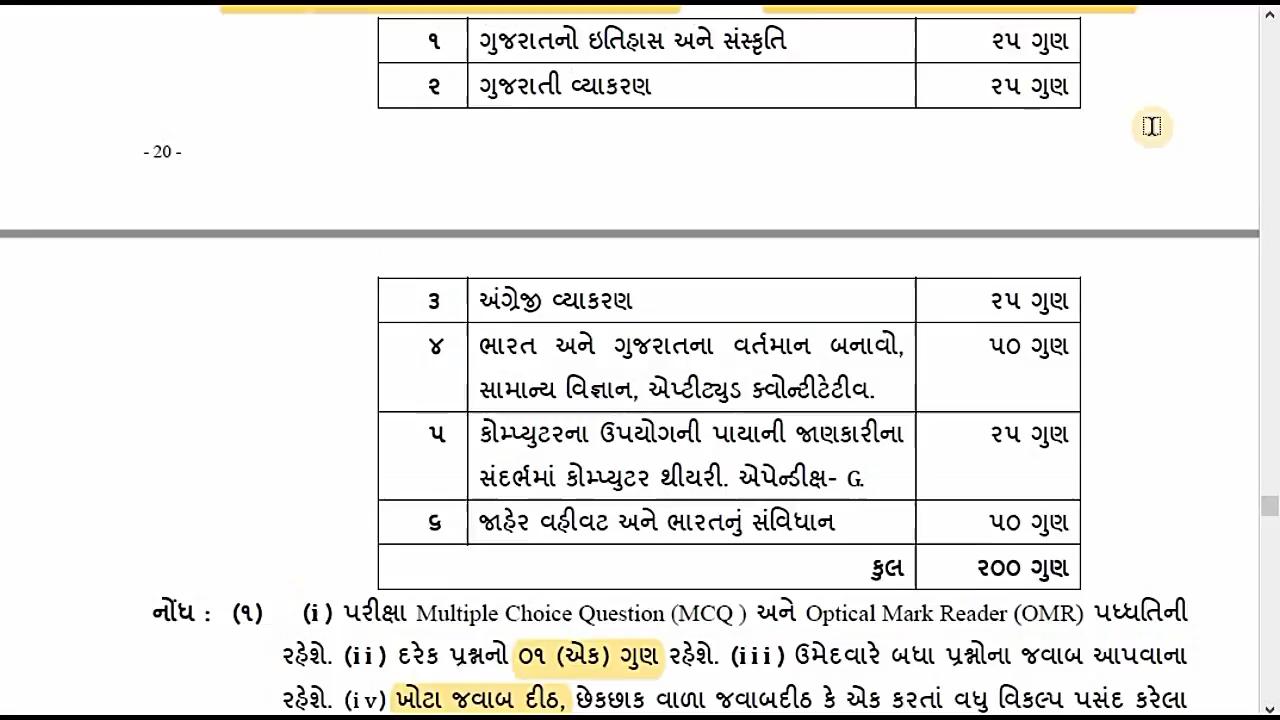 ૧ ગુજરાતનો ઇતિહાસ અને સંસ્કૃતિ ૨૫ ગુણ
૨ ગુજરાતી વ્યાકરણ ૨૫ ગુણ
- 20 -
૩ અંગ્રેજી વ્યાકરણ ૨૫ ગુણ
૪ ભારત અને ગુજરાતના વર્તમાન બનાવો, ૫૦ ગુણ
સામાન્ય વિજ્ઞાન, એપ્ટીટ્યુડ ક્વોન્ટીટેટીવ.
૫ કોમ્પ્યુટરના ઉપયોગની પાયાની જાણકારીના ૨૫ ગુણ
સંદર્ભમાં કોમ્પ્યુટર થીયરી. એપેન્ડીક્ષ- G.
૬ જાહેર વહીવટ અને ભારતનું સંવિધાન ૫૦ ગુણ
કુલ ૨૦૦ ગુણ
નોંધ : (૧) (i) પરીક્ષા Multiple Choice Question (MCQ ) અને Optical Mark Reader (OMR) પધ્ધતિની
રહેશે. (ii) દરેક પ્રશ્નનો ૦૧ (એક) ગુણ રહેશે. (iii) ઉમેદવારે બધા પ્રશ્નોના જવાબ આપવાના
રહેશે. (iv) ખોટા જવાબ દીઠ, છેકછાક વાળા જવાબદીઠ કે એક કરતાં વધુ વિકલ્પ પસંદ કરેલા